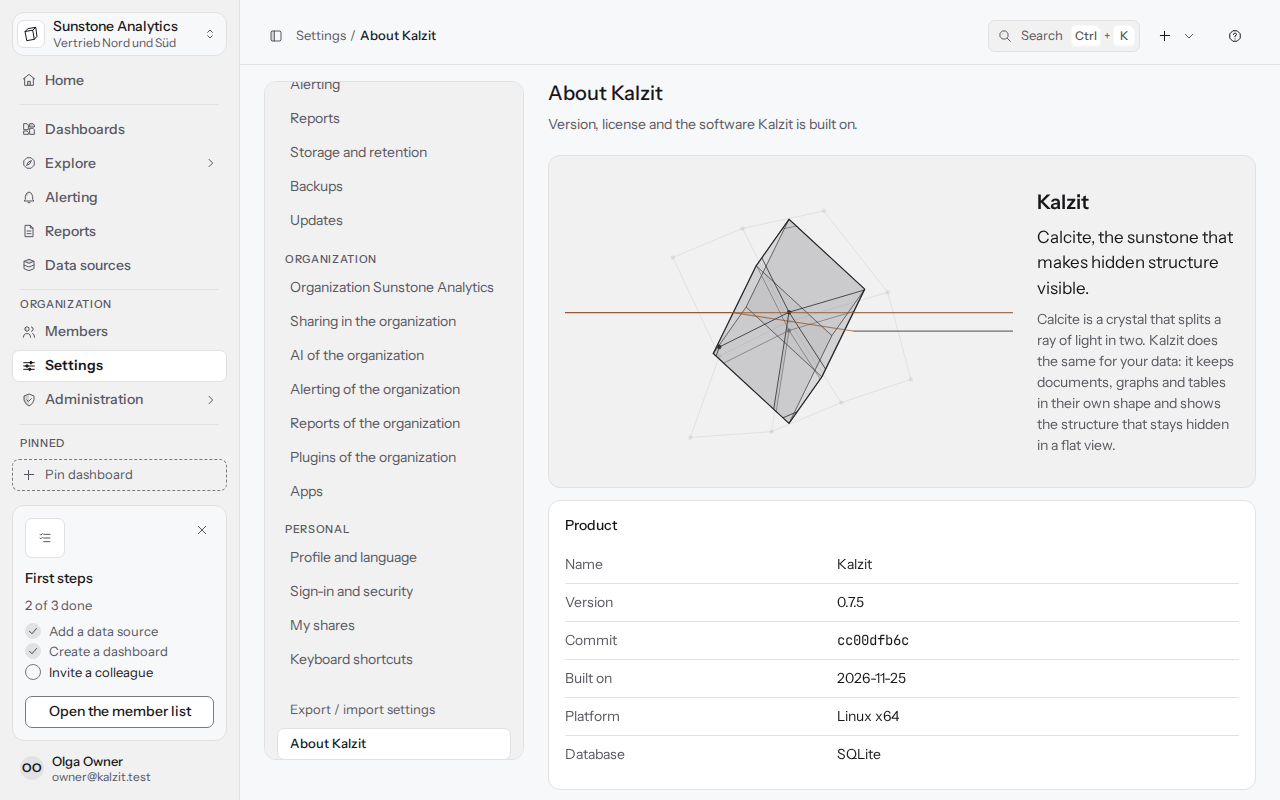 Sunstone Analytics
Vertrieb Nord und Süd
Home
Dashboards
Explore
Alerting
Reports
Data sources
ORGANIZATION
Members
Settings
Administration
PINNED
Pin dashboard
First steps
2 of 3 done
Add a data source
Create a dashboard
Invite a colleague
Open the member list
OO
Olga Owner
owner@kalzit.test
Settings / About Kalzit
Search Ctrl + K
Alerting
Reports
Storage and retention
Backups
Updates
ORGANIZATION
Organization Sunstone Analytics
Sharing in the organization
AI of the organization
Alerting of the organization
Reports of the organization
Plugins of the organization
Apps
PERSONAL
Profile and language
Sign-in and security
My shares
Keyboard shortcuts
Export / import settings
About Kalzit
About Kalzit
Version, license and the software Kalzit is built on.
Kalzit
Calcite, the sunstone that
makes hidden structure
visible.
Calcite is a crystal that splits a
ray of light in two. Kalzit does
the same for your data: it keeps
documents, graphs and tables
in their own shape and shows
the structure that stays hidden
in a flat view.
Product
Name Kalzit
Version 0.7.5
Commit cc00dfb6c
Built on 2026-11-25
Platform Linux x64
Database SQLite